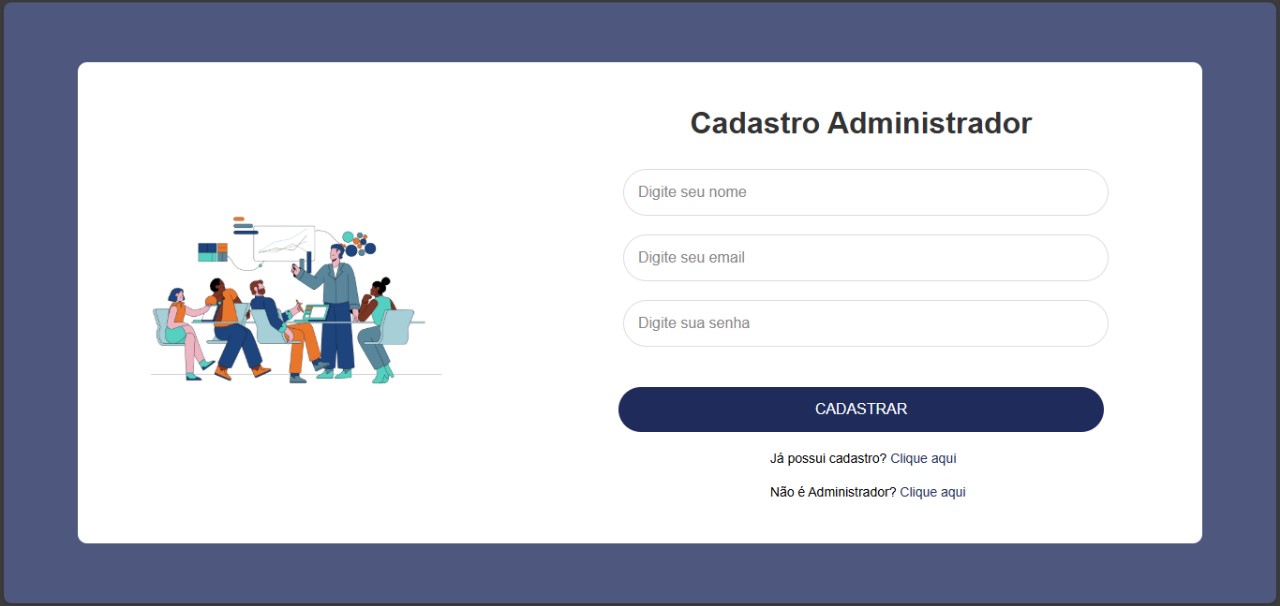 Cadastro Administrador
Digite seu nome
Digite seu email
Digite sua senha
CADASTRAR
Já possui cadastro? Clique aqui
Não é Administrador? Clique aqui